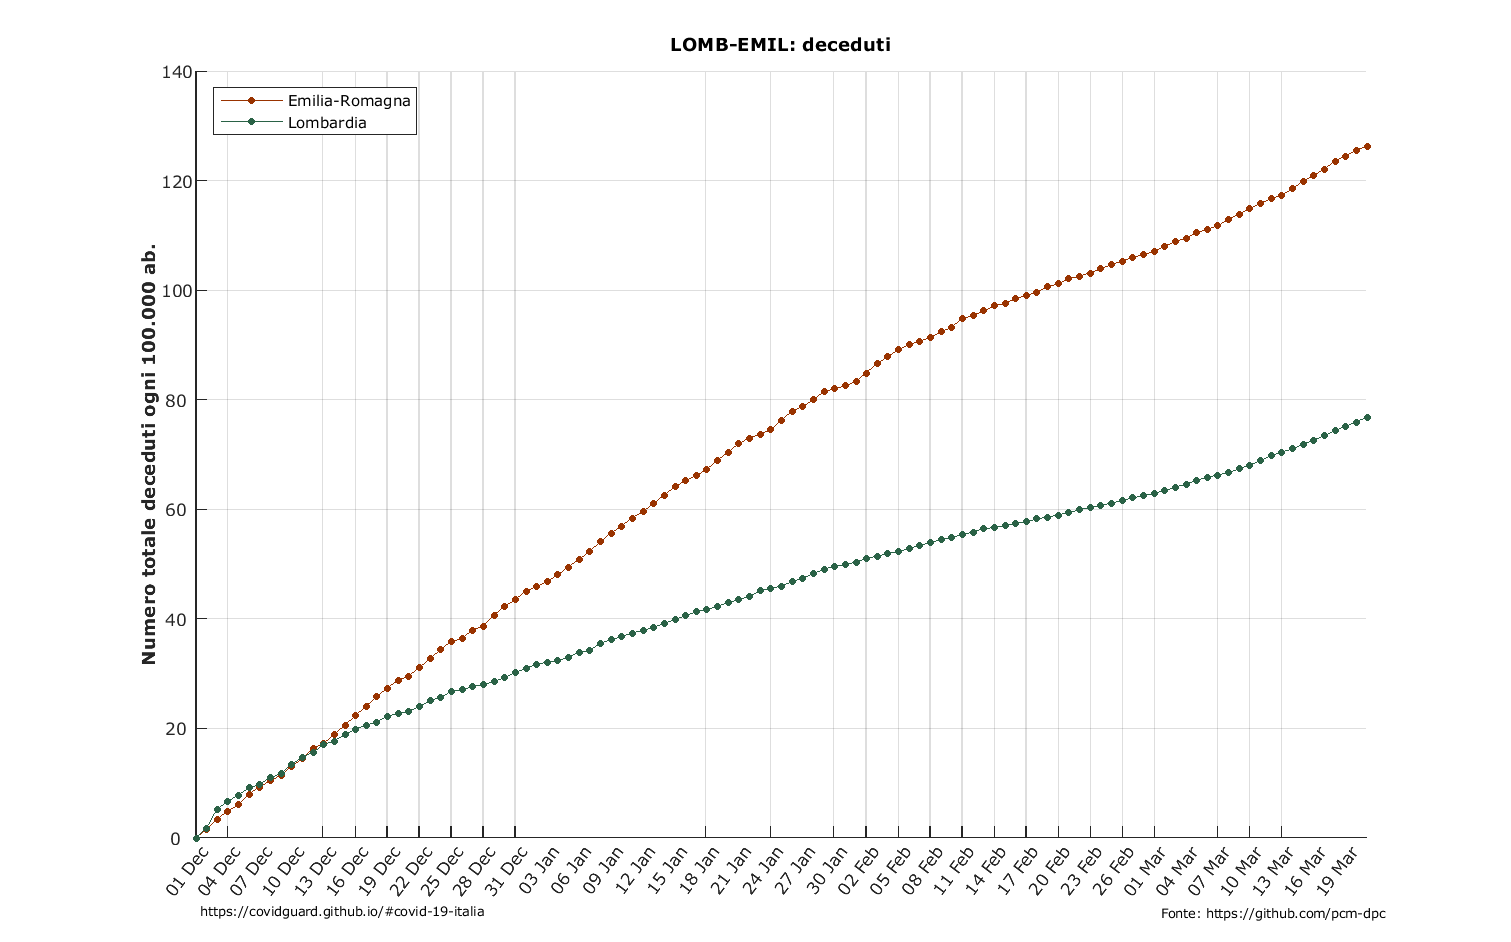 LOMB-EMIL: deceduti
Emilia-Romagna
Lombardia
Numero totale deceduti ogni 100.000 ab.
140
120
100
80
60
40
20
0
01 Dec
04 Dec
07 Dec
10 Dec
13 Dec
16 Dec
19 Dec
22 Dec
25 Dec
28 Dec
31 Dec
03 Jan
06 Jan
09 Jan
12 Jan
15 Jan
18 Jan
21 Jan
24 Jan
27 Jan
30 Jan
02 Feb
05 Feb
08 Feb
11 Feb
14 Feb
17 Feb
20 Feb
23 Feb
26 Feb
01 Mar
04 Mar
07 Mar
10 Mar
13 Mar
16 Mar
19 Mar
https://covidguard.github.io/#covid-19-italia
Fonte: https://github.com/pcm-dpc